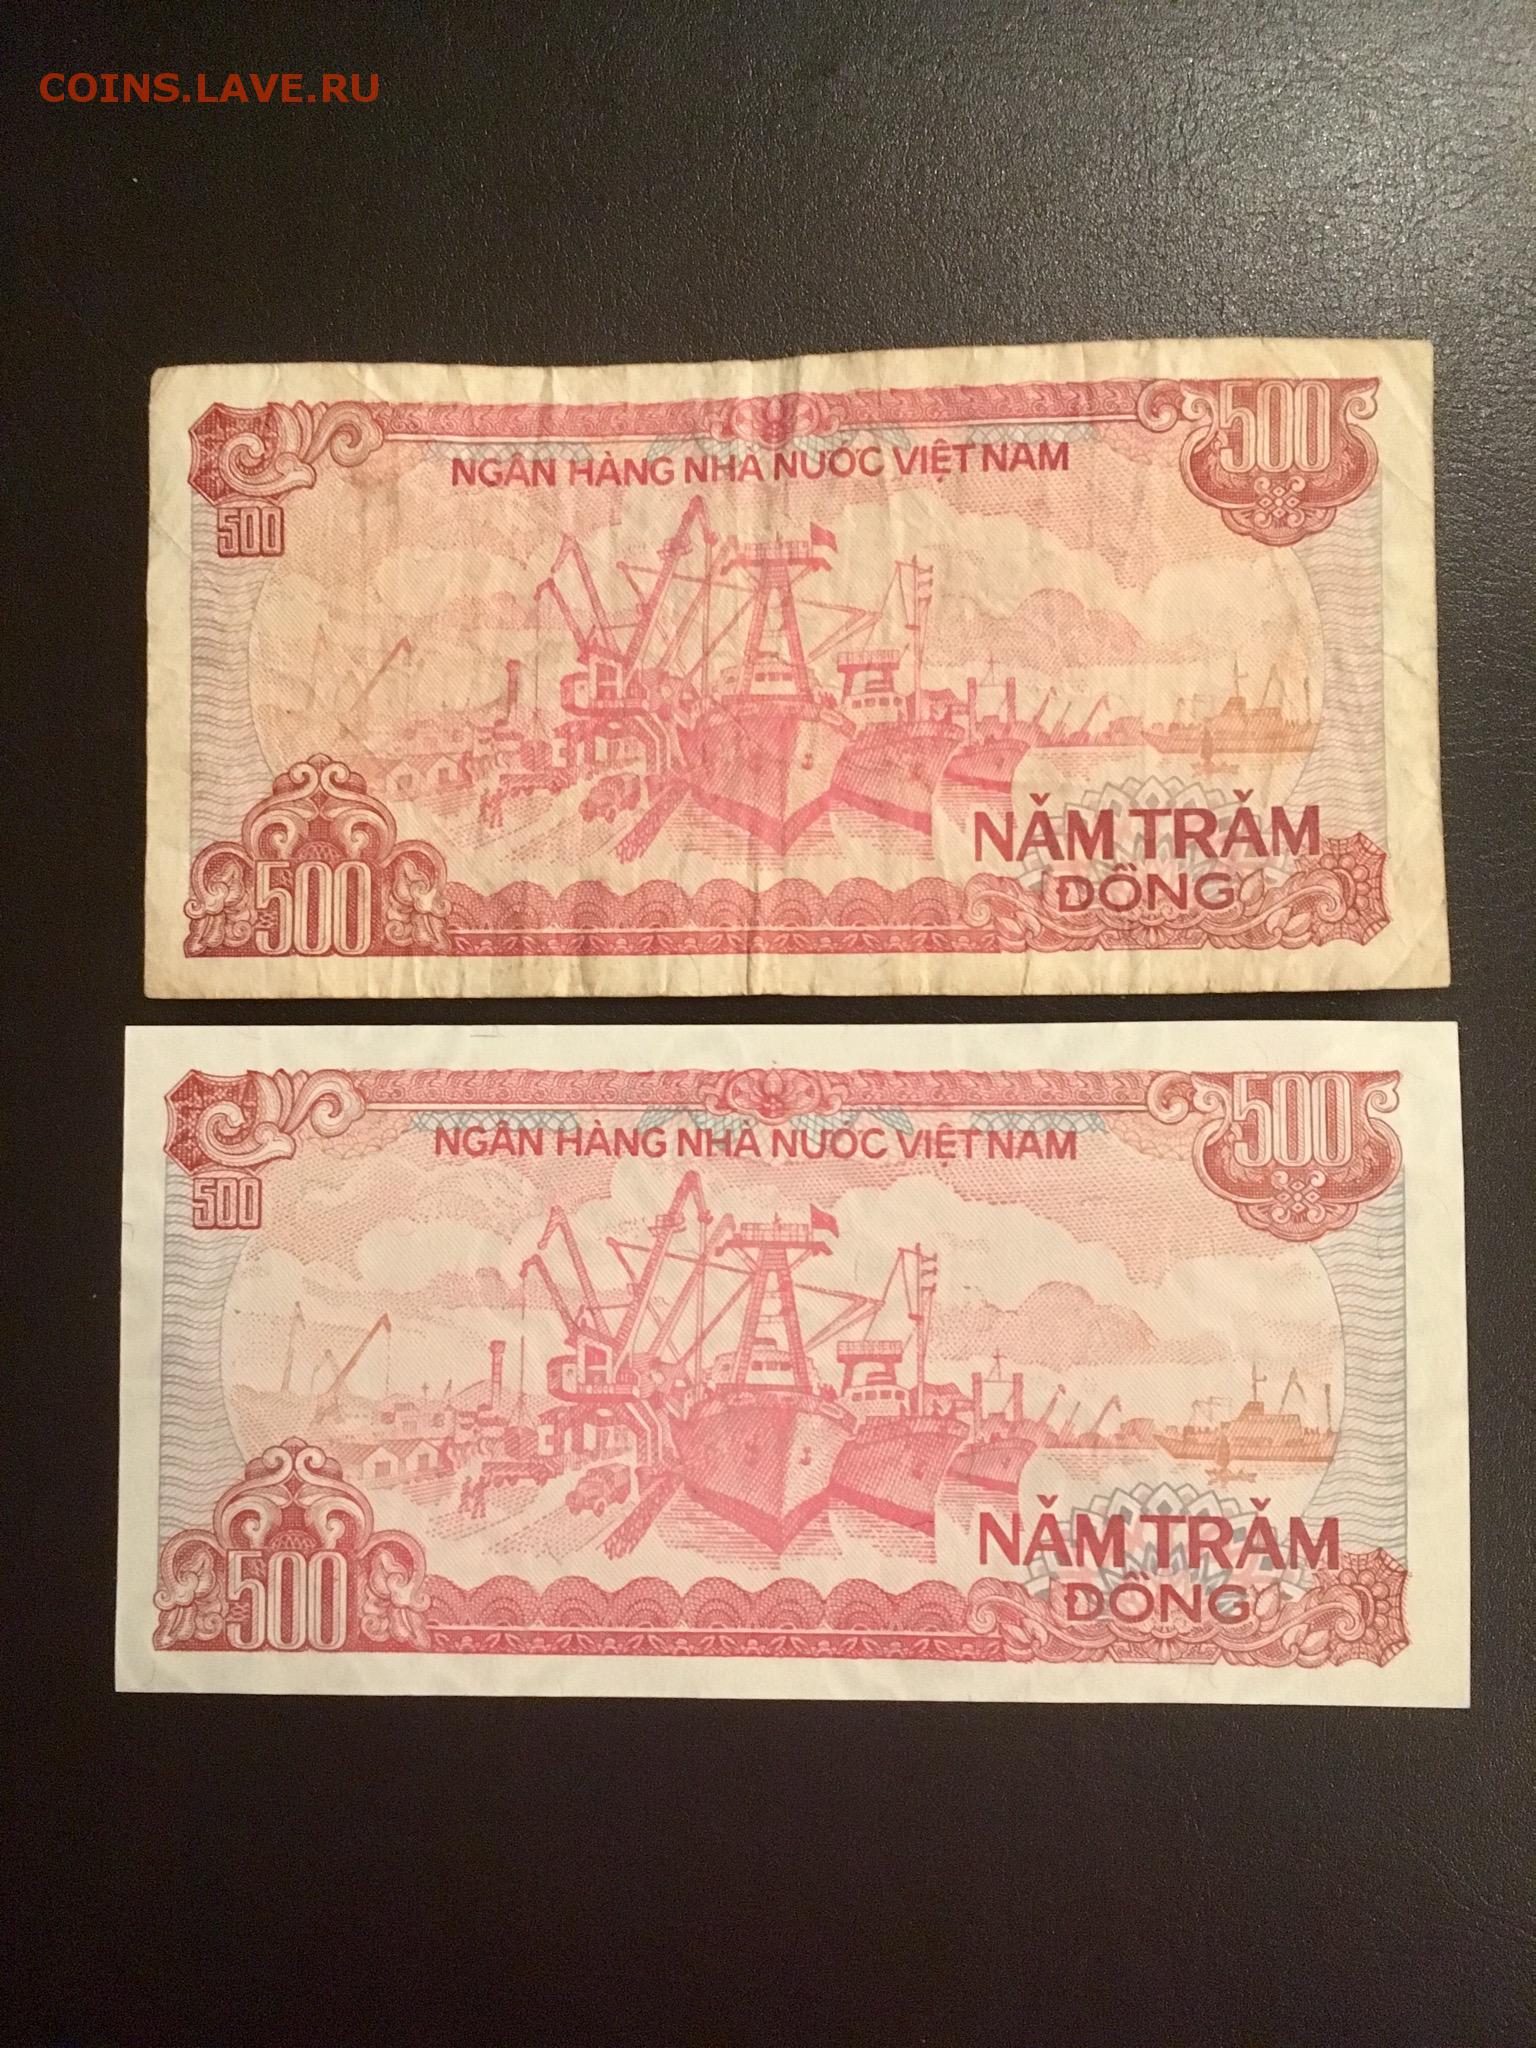 COINS.LAVE.RU
500
NGÂN HÀNG NHÀ NƯỚC VIỆT NAM
500
NĂM TRĂM
ĐỒNG
500
500
NGÂN HÀNG NHÀ NƯỚC VIỆT NAM
500
NĂM TRĂM
ĐỒNG
500